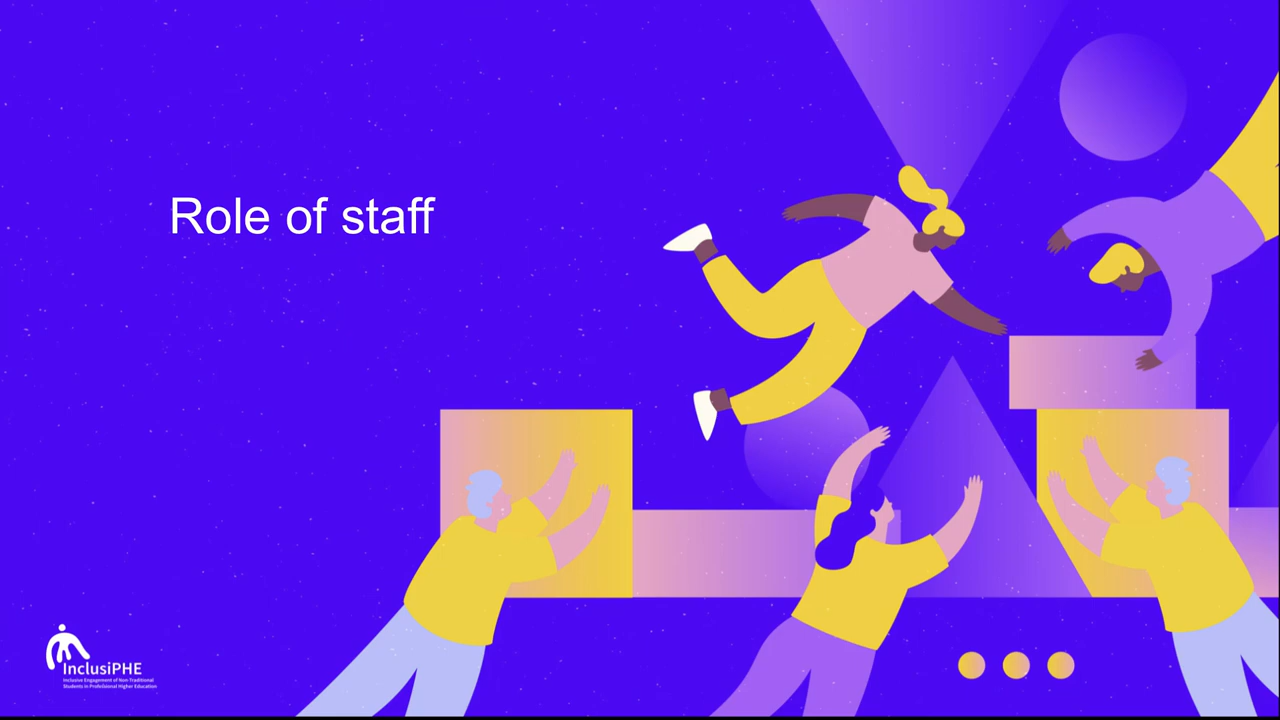 Role of staff
InclusiPHE
Inclusive Engagement of Non-Traditional
Students in Professional Higher Education